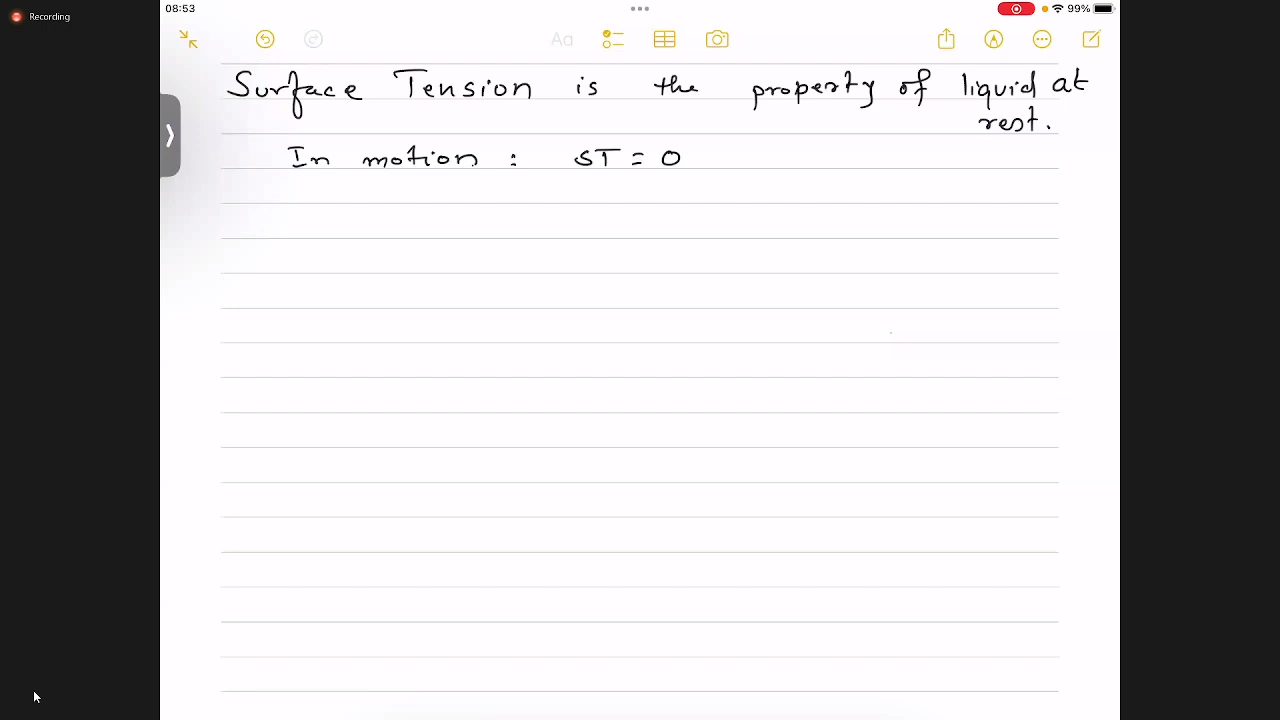 Recording
08:53
99%
Aa
Surface Tension is the property of liquid at
rest.
In motion : ST = 0